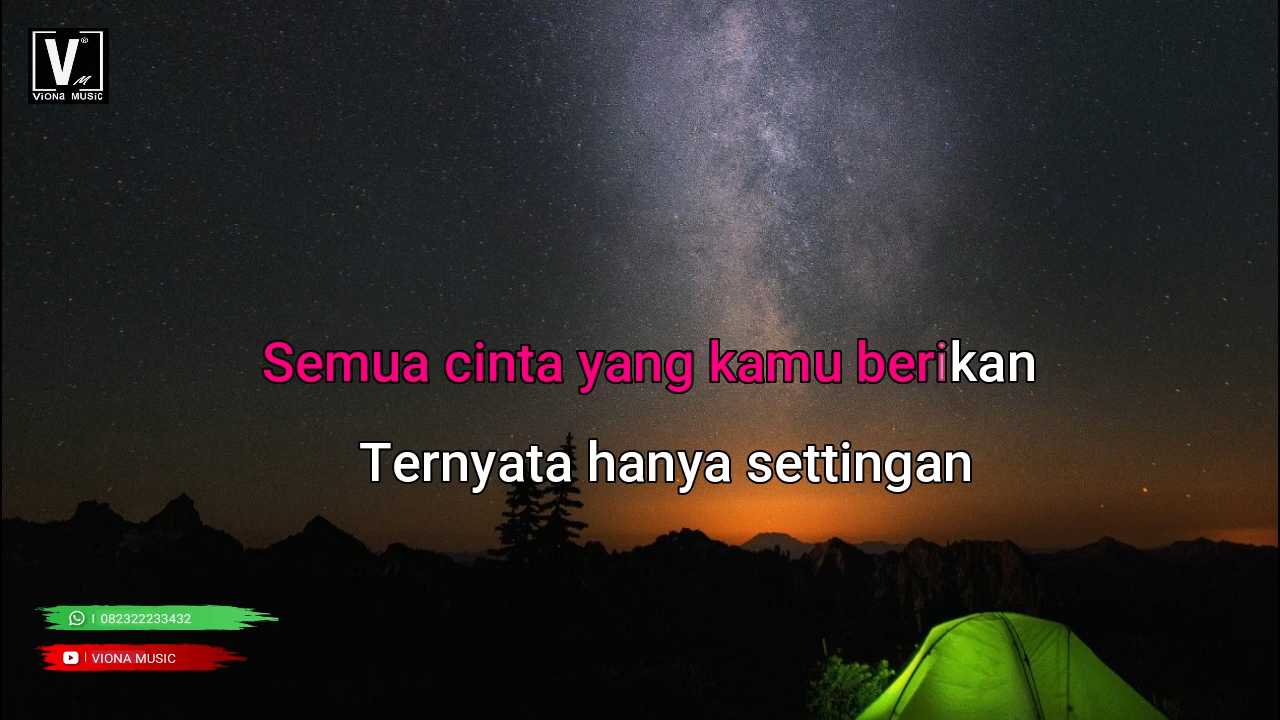 V
M
VIONA MUSIC
Semua cinta yang kamu berikan
Ternyata hanya settingan
082322233432
VIONA MUSIC